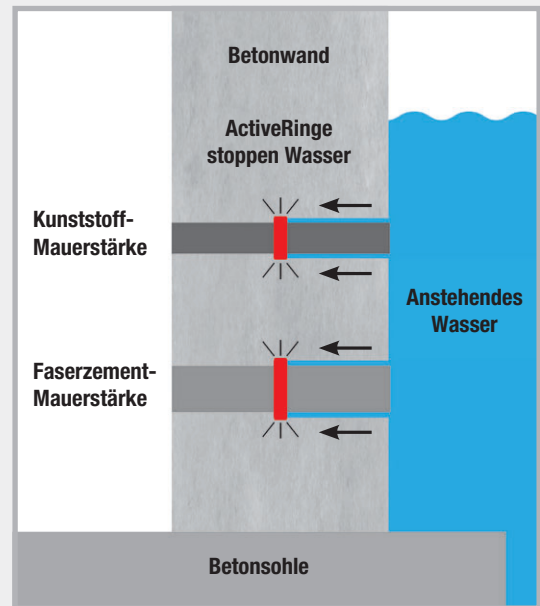 Betonwand
ActiveRinge
stoppen Wasser
Kunststoff-
Mauerstärke
Anstehendes
Wasser
Faserzement-
Mauerstärke
Betonsohle